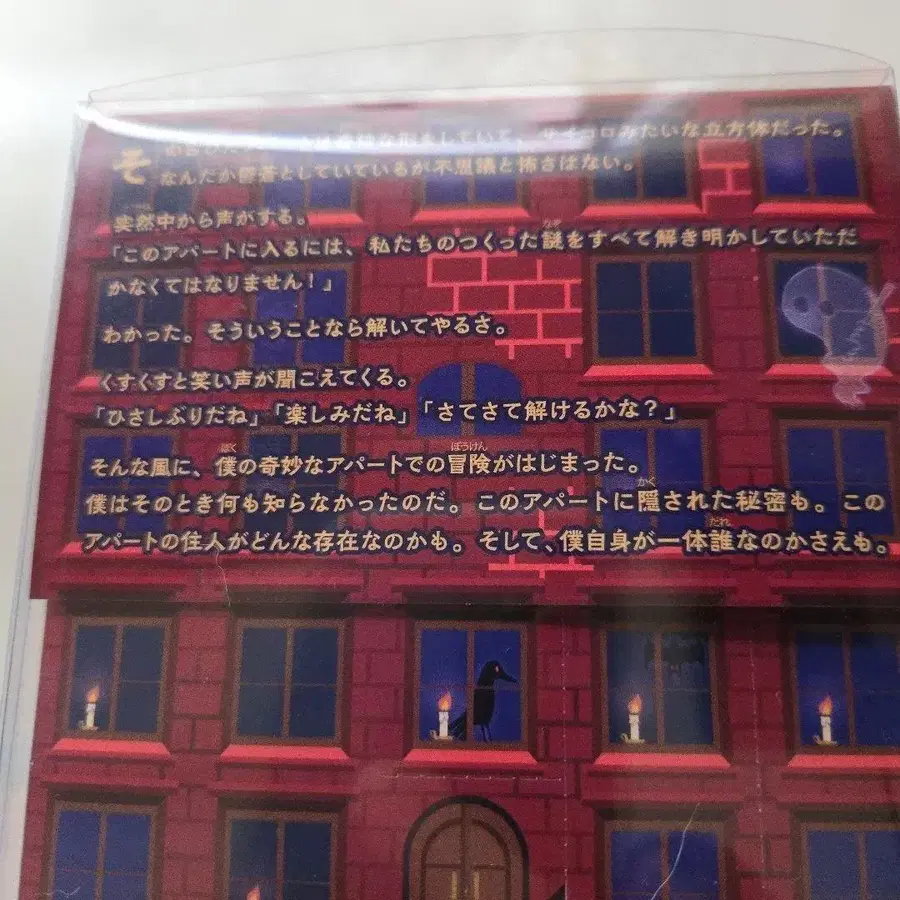 そ していて、サイコロみたいな立方体だった。
なんだか鬱蒼としていているが不思議と怖さはない。
突然中から声がする。
「このアパートに入るには、私たちのつくった謎をすべて解き明かしていただ
かなくてはなりません！」
わかった。そういうことなら解いてやるさ。
くすくすと笑い声が聞こえてくる。
「ひさしぶりだね」「楽しみだね」「さてさて解けるかな？」
そんな風に、僕の奇妙なアパートでの冒険がはじまった。
僕はそのとき何も知らなかったのだ。このアパートに隠された秘密も。この
アパートの住人がどんな存在なのかも。そして、僕自身が一体誰なのかさえも。